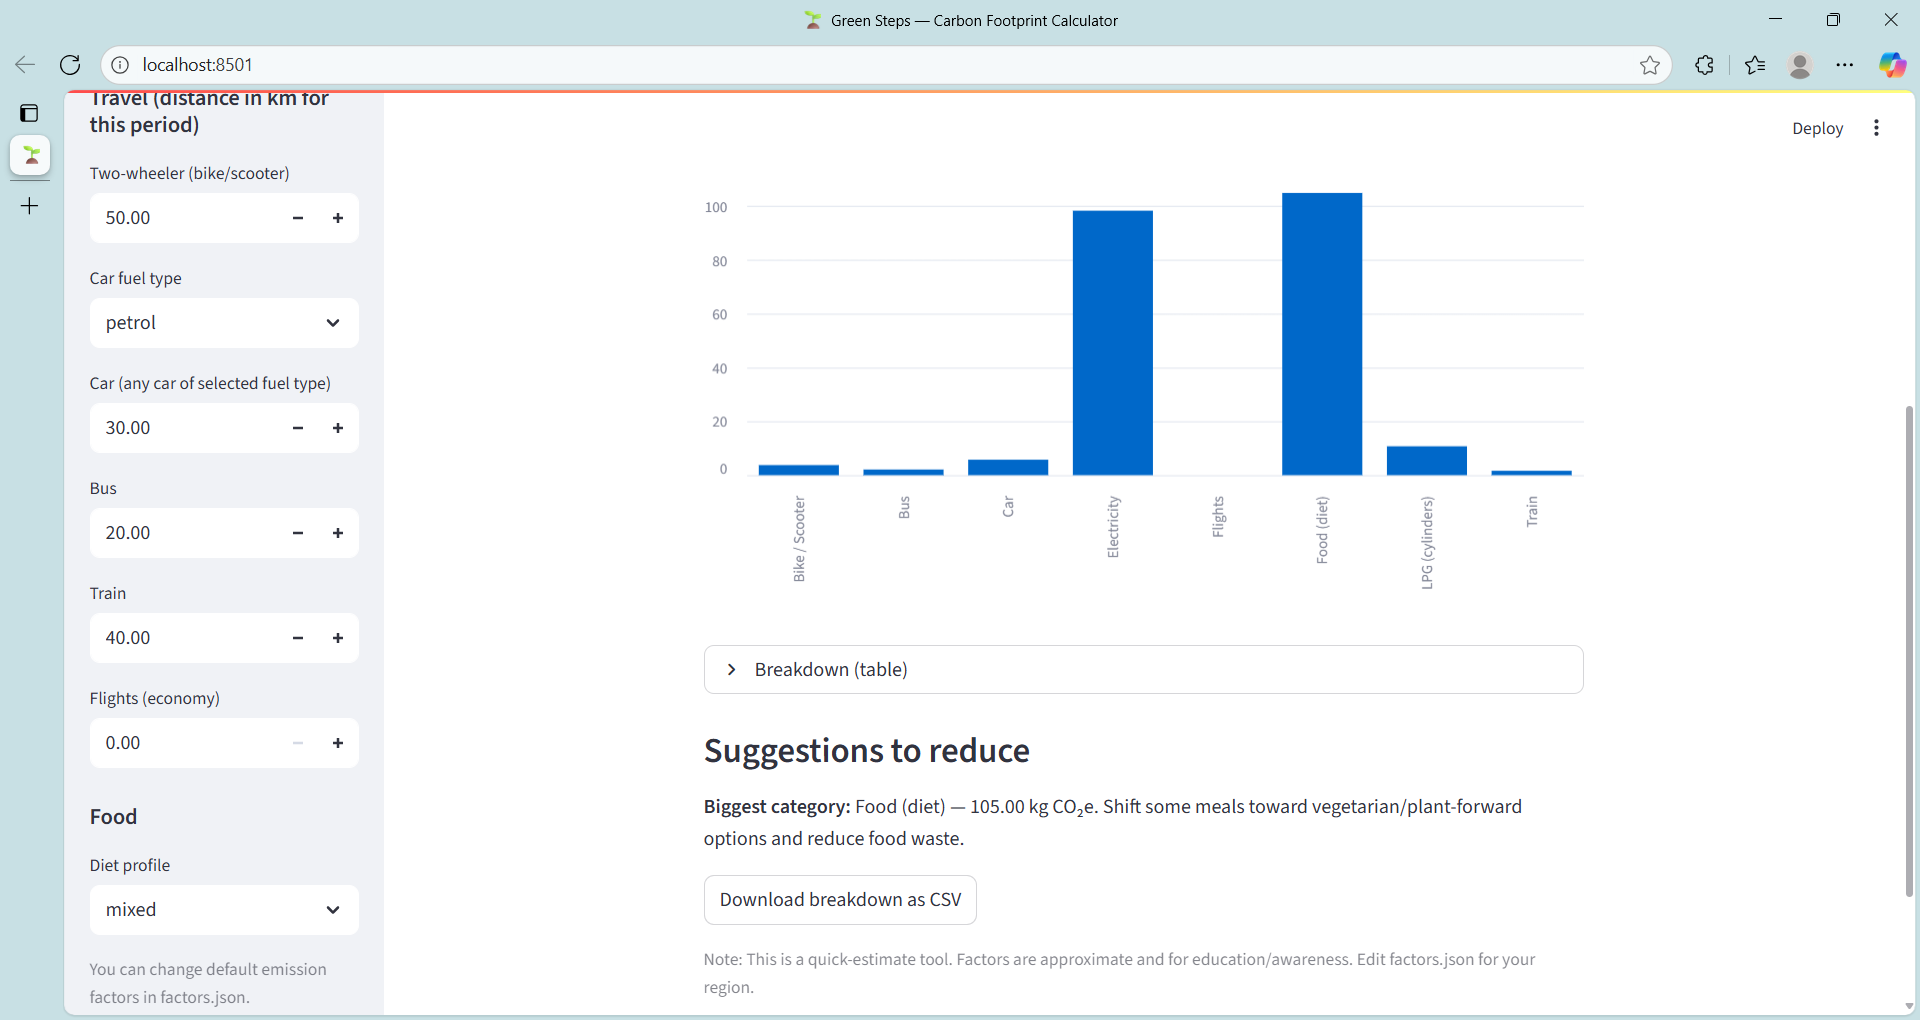 Green Steps — Carbon Footprint Calculator
localhost:8501
Travel (distance in km for
this period)
Two-wheeler (bike/scooter)
50.00
Car fuel type
petrol
Car (any car of selected fuel type)
30.00
Bus
20.00
Train
40.00
Flights (economy)
0.00
Food
Diet profile
mixed
You can change default emission
factors in factors.json.
Deploy
100
80
60
40
20
0
Bike / Scooter
Bus
Car
Electricity
Flights
Food (diet)
LPG (cylinders)
Train
Breakdown (table)
Suggestions to reduce
Biggest category: Food (diet) — 105.00 kg CO₂e. Shift some meals toward vegetarian/plant-forward
options and reduce food waste.
Download breakdown as CSV
Note: This is a quick-estimate tool. Factors are approximate and for education/awareness. Edit factors.json for your
region.